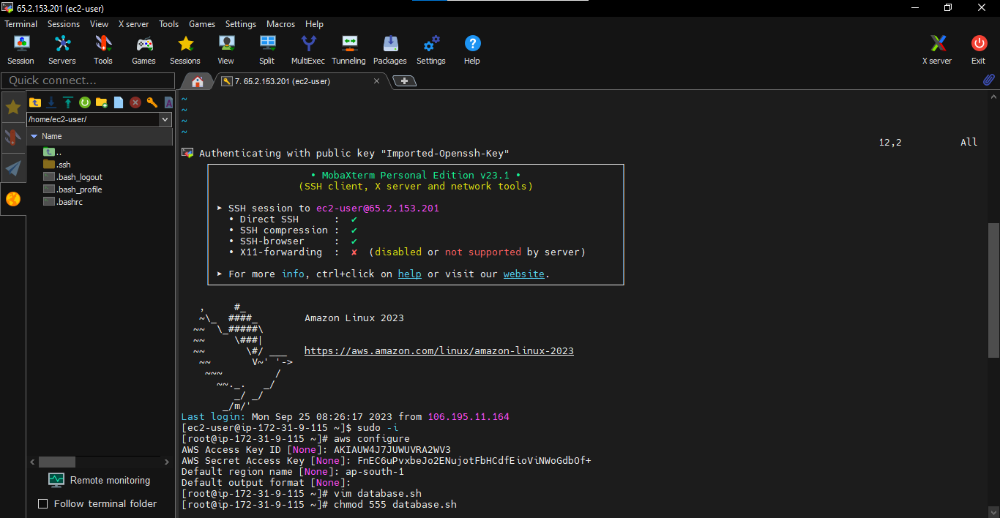 65.2.153.201 (ec2-user)
Terminal Sessions View X server Tools Games Settings Macros Help
Session Servers Tools Games Sessions View Split MultiExec Tunneling Packages Settings Help X server Exit
Quick connect...
7. 65.2.153.201 (ec2-user)
/home/ec2-user/
Name
..
.ssh
.bash_logout
.bash_profile
.bashrc
Remote monitoring
Follow terminal folder
~
~
~
~
12,2 All
Authenticating with public key "Imported-Openssh-Key"
• MobaXterm Personal Edition v23.1 •
(SSH client, X server and network tools)
➤ SSH session to ec2-user@65.2.153.201
• Direct SSH : ✔
• SSH compression : ✔
• SSH-browser : ✔
• X11-forwarding : ✘ (disabled or not supported by server)
➤ For more info, ctrl+click on help or visit our website.
, #_
~\_ ####_ Amazon Linux 2023
~~ \_#####\
~~ \###|
~~ \#/ ___ https://aws.amazon.com/linux/amazon-linux-2023
~~ V~' '->
~~~ /
~~._. _/
_/ _/
_/m/'
Last login: Mon Sep 25 08:26:17 2023 from 106.195.11.164
[ec2-user@ip-172-31-9-115 ~]$ sudo -i
[root@ip-172-31-9-115 ~]# aws configure
AWS Access Key ID [None]: AKIAUW4J7JUWUVRA2WV3
AWS Secret Access Key [None]: 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
Default region name [None]: ap-south-1
Default output format [None]:
[root@ip-172-31-9-115 ~]# vim database.sh
[root@ip-172-31-9-115 ~]# chmod 555 database.sh